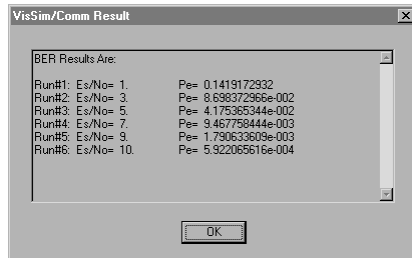 VisSim/Comm Result
BER Results Are:
Run#1: Es/No= 1. Pe= 0.1419172932
Run#2: Es/No= 3. Pe= 8.698372966e-002
Run#3: Es/No= 5. Pe= 4.175365344e-002
Run#4: Es/No= 7. Pe= 9.467758444e-003
Run#5: Es/No= 9. Pe= 1.790633609e-003
Run#6: Es/No= 10. Pe= 5.922065616e-004
OK